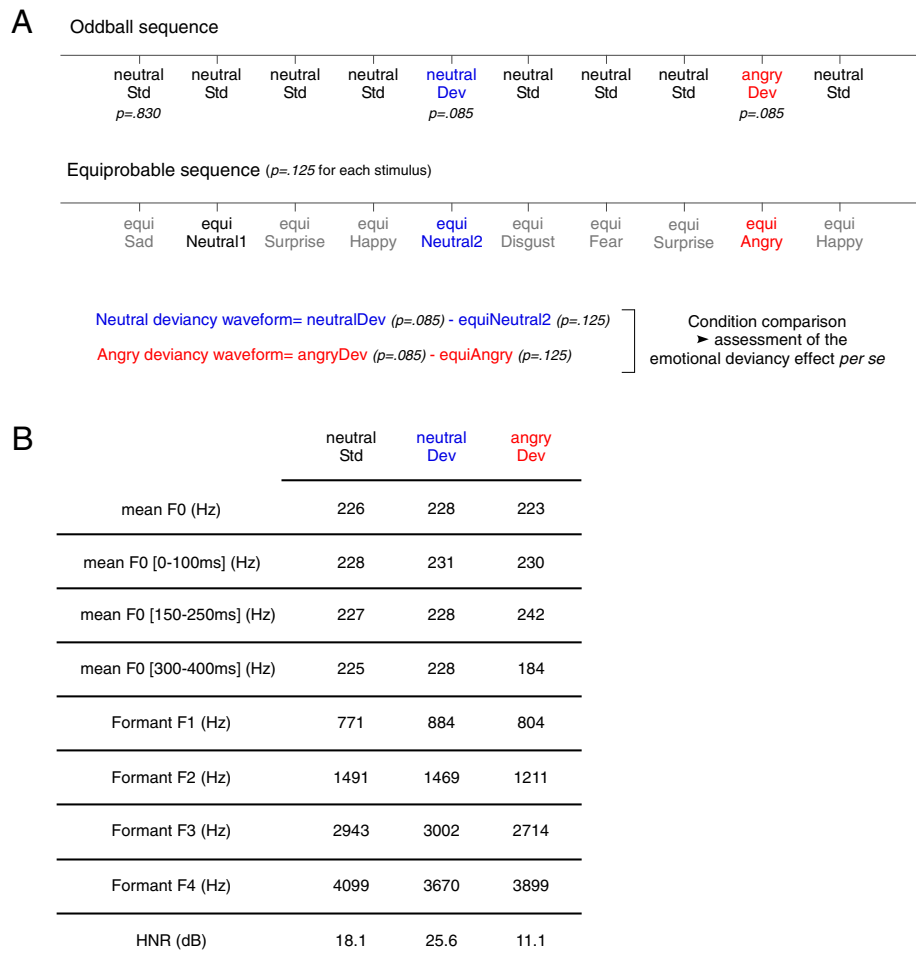 A
Oddball sequence
neutral neutral neutral neutral neutral neutral neutral neutral angry neutral
Std Std Std Std Dev Std Std Std Dev Std
p=.830 p=.085 p=.085
Equiprobable sequence (p=.125 for each stimulus)
equi equi equi equi equi equi equi equi equi equi
Sad Neutral1 Surprise Happy Neutral2 Disgust Fear Surprise Angry Happy
Neutral deviancy waveform= neutralDev (p=.085) - equiNeutral2 (p=.125)
Angry deviancy waveform= angryDev (p=.085) - equiAngry (p=.125)
Condition comparison
➤ assessment of the
emotional deviancy effect per se
B
neutral neutral angry
Std Dev Dev
mean F0 (Hz) 226 228 223
mean F0 [0-100ms] (Hz) 228 231 230
mean F0 [150-250ms] (Hz) 227 228 242
mean F0 [300-400ms] (Hz) 225 228 184
Formant F1 (Hz) 771 884 804
Formant F2 (Hz) 1491 1469 1211
Formant F3 (Hz) 2943 3002 2714
Formant F4 (Hz) 4099 3670 3899
HNR (dB) 18.1 25.6 11.1